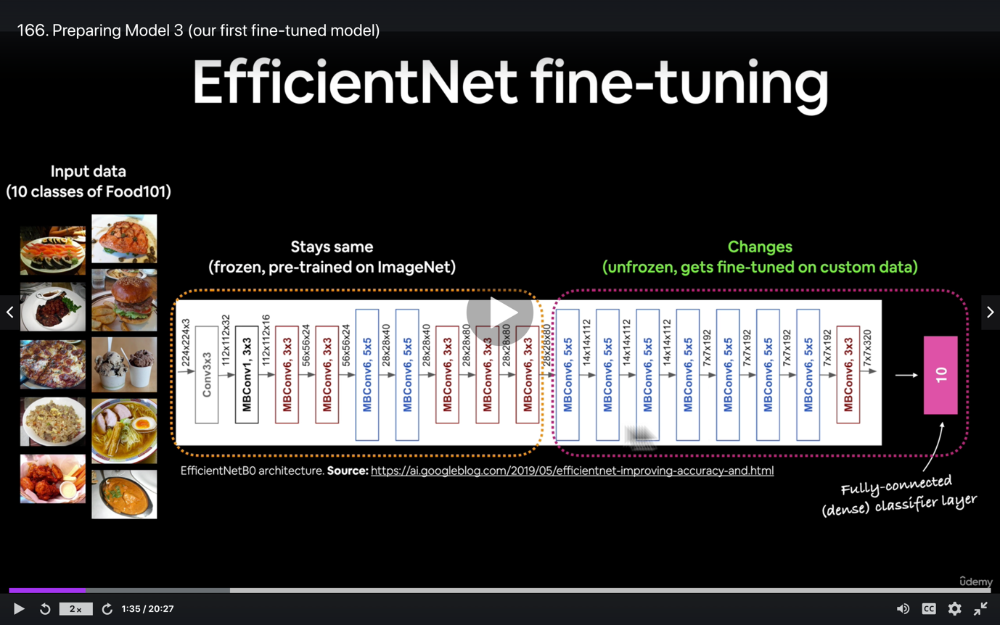 166. Preparing Model 3 (our first fine-tuned model)
EfficientNet fine-tuning
Input data
(10 classes of Food101)
Stays same
(frozen, pre-trained on ImageNet)
Changes
(unfrozen, gets fine-tuned on custom data)
224x224x3
Conv3x3
112x112x32
MBConv1, 3x3
112x112x16
MBConv6, 3x3
56x56x24
MBConv6, 3x3
56x56x24
MBConv6, 5x5
28x28x40
MBConv6, 5x5
28x28x40
MBConv6, 3x3
28x28x80
MBConv6, 3x3
28x28x80
MBConv6, 3x3
28x28x80
MBConv6, 5x5
14x14x112
MBConv6, 5x5
14x14x112
MBConv6, 5x5
14x14x112
MBConv6, 5x5
7x7x192
MBConv6, 5x5
7x7x192
MBConv6, 5x5
7x7x192
MBConv6, 5x5
7x7x192
MBConv6, 3x3
7x7x320
10
EfficientNetB0 architecture. Source: https://ai.googleblog.com/2019/05/efficientnet-improving-accuracy-and.html
Fully-connected
(dense) classifier layer
ûdemy
2x
1:35 / 20:27
CC